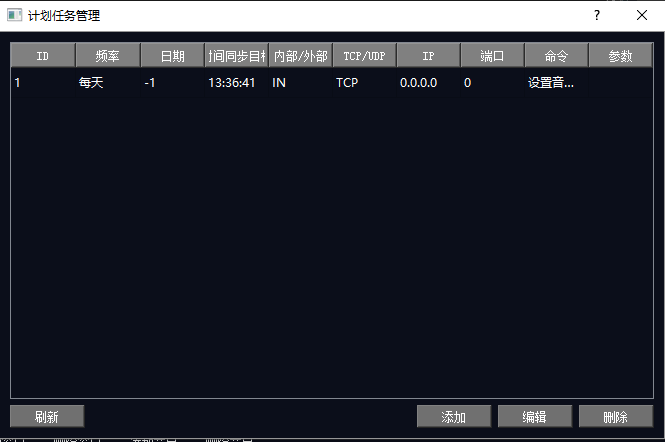 计划任务管理
ID 频率 日期 时间同步目标 内部/外部 TCP/UDP IP 端口 命令 参数
1 每天 -1 13:36:41 IN TCP 0.0.0.0 0 设置音...
刷新 添加 编辑 删除